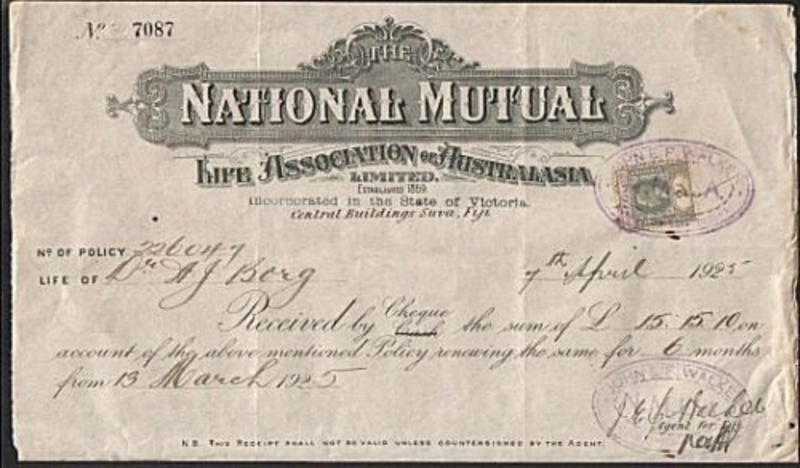 No. 7087
THE
NATIONAL MUTUAL
LIFE ASSOCIATION OF AUSTRALASIA
LIMITED.
ESTABLISHED 1869.
Incorporated in the State of Victoria.
Central Buildings Suva, Fiji
JOHN E. F. WALKER
No. OF POLICY 226047
LIFE OF Dr A J Borg 7th April 1925
Received by Cheque Cash the sum of £ 15.15.10 on
account of the above mentioned Policy renewing the same for 6 months
from 13 March 1925
JOHN E. F. WALKER
Agent for Fiji
N.B. THIS RECEIPT SHALL NOT BE VALID UNLESS COUNTERSIGNED BY THE AGENT.